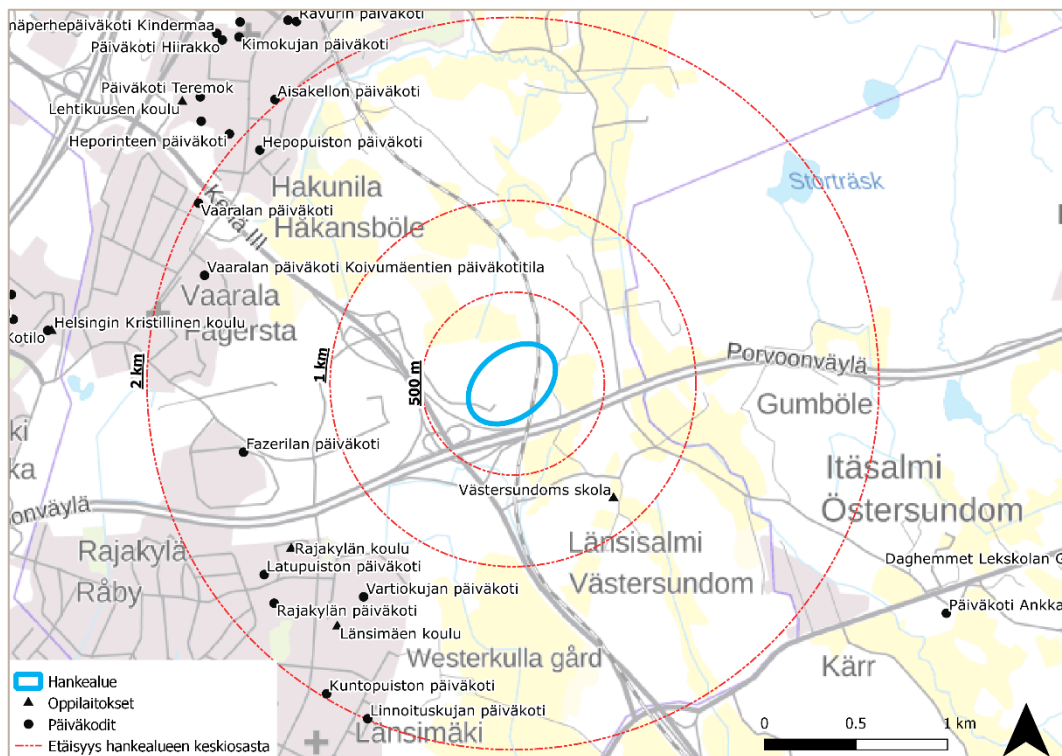 Ravurin päiväkoti
näperhepäiväkoti Kindermaa
Kimokujan päiväkoti
Päiväkoti Hiirakko
Päiväkoti Teremok
Aisakellon päiväkoti
Lehtikuusen koulu
Heporinteen päiväkoti
Hepopuiston päiväkoti
Storträsk
Hakunila
Håkansböle
Kehä III
Vaaralan päiväkoti
Vaaralan päiväkoti Koivumäentien päiväkotitila
Vaarala
Fagersta
Helsingin Kristillinen koulu
Kotilo
2 km
1 km
500 m
Porvoonväylä
Gumböle
ki
ka
Fazerilan päiväkoti
Itäsalmi
Östersundom
Västersundoms skola
oonväylä
Rajakylä
Råby
Rajakylän koulu
Latupuiston päiväkoti
Länsisalmi
Västersundom
Daghemmet Lekskolan G
Vartiokujan päiväkoti
Rajakylän päiväkoti
Päiväkoti Ankka
Länsimäen koulu
Westerkulla gård
Kärr
Kuntopuiston päiväkoti
Linnoituskujan päiväkoti
Länsimäki
Hankealue
Oppilaitokset
Päiväkodit
Etäisyys hankealueen keskiosasta
0 0.5 1 km